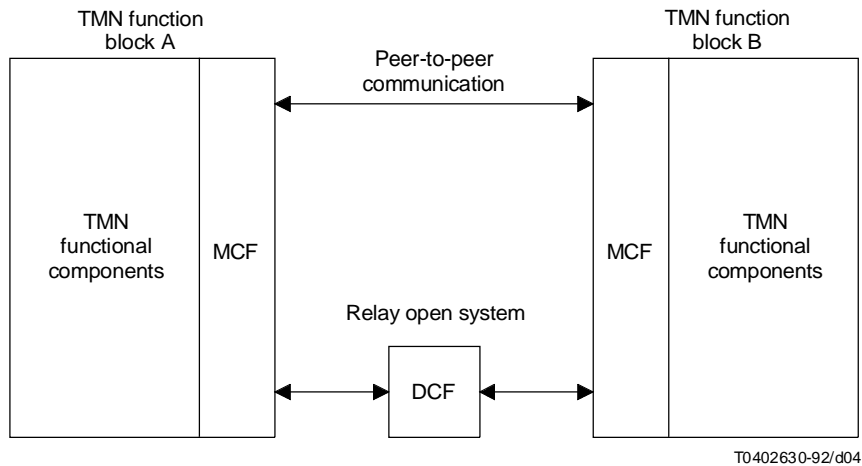 TMN function
block A
TMN function
block B
Peer-to-peer
communication
TMN
functional
components
MCF
MCF
TMN
functional
components
Relay open system
DCF
T0402630-92/d04